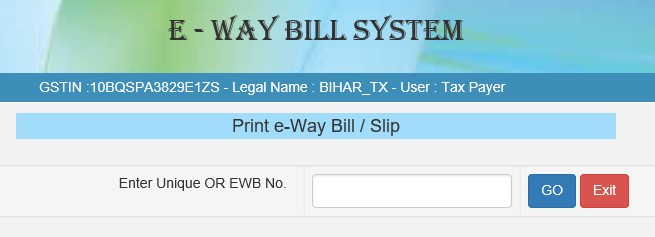 E - WAY BILL SYSTEM
GSTIN :10BQSPA3829E1ZS - Legal Name : BIHAR_TX - User : Tax Payer
Print e-Way Bill / Slip
Enter Unique OR EWB No. GO Exit